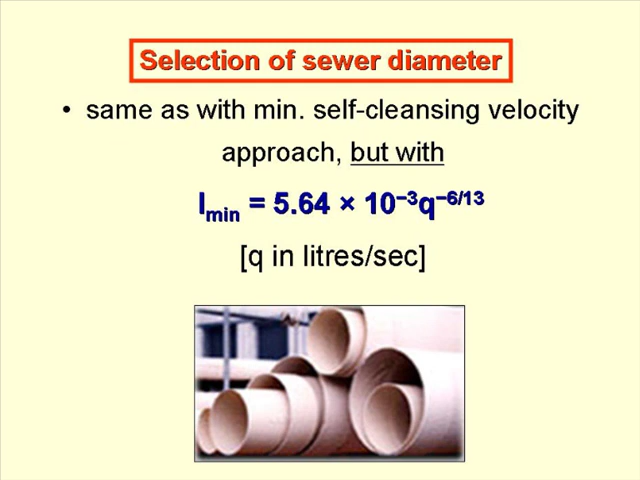 Selection of sewer diameter
• same as with min. self-cleansing velocity
approach, but with
Imin = 5.64 × 10⁻³q⁻⁶/¹³
[q in litres/sec]